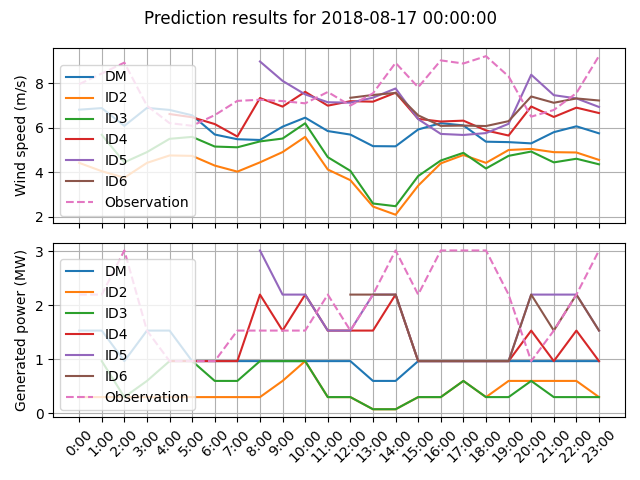 Prediction results for 2018-08-17 00:00:00
Wind speed (m/s)
8
6
4
2
DM
ID2
ID3
ID4
ID5
ID6
Observation
Generated power (MW)
3
2
1
0
DM
ID2
ID3
ID4
ID5
ID6
Observation
0:00 1:00 2:00 3:00 4:00 5:00 6:00 7:00 8:00 9:00 10:00 11:00 12:00 13:00 14:00 15:00 16:00 17:00 18:00 19:00 20:00 21:00 22:00 23:00